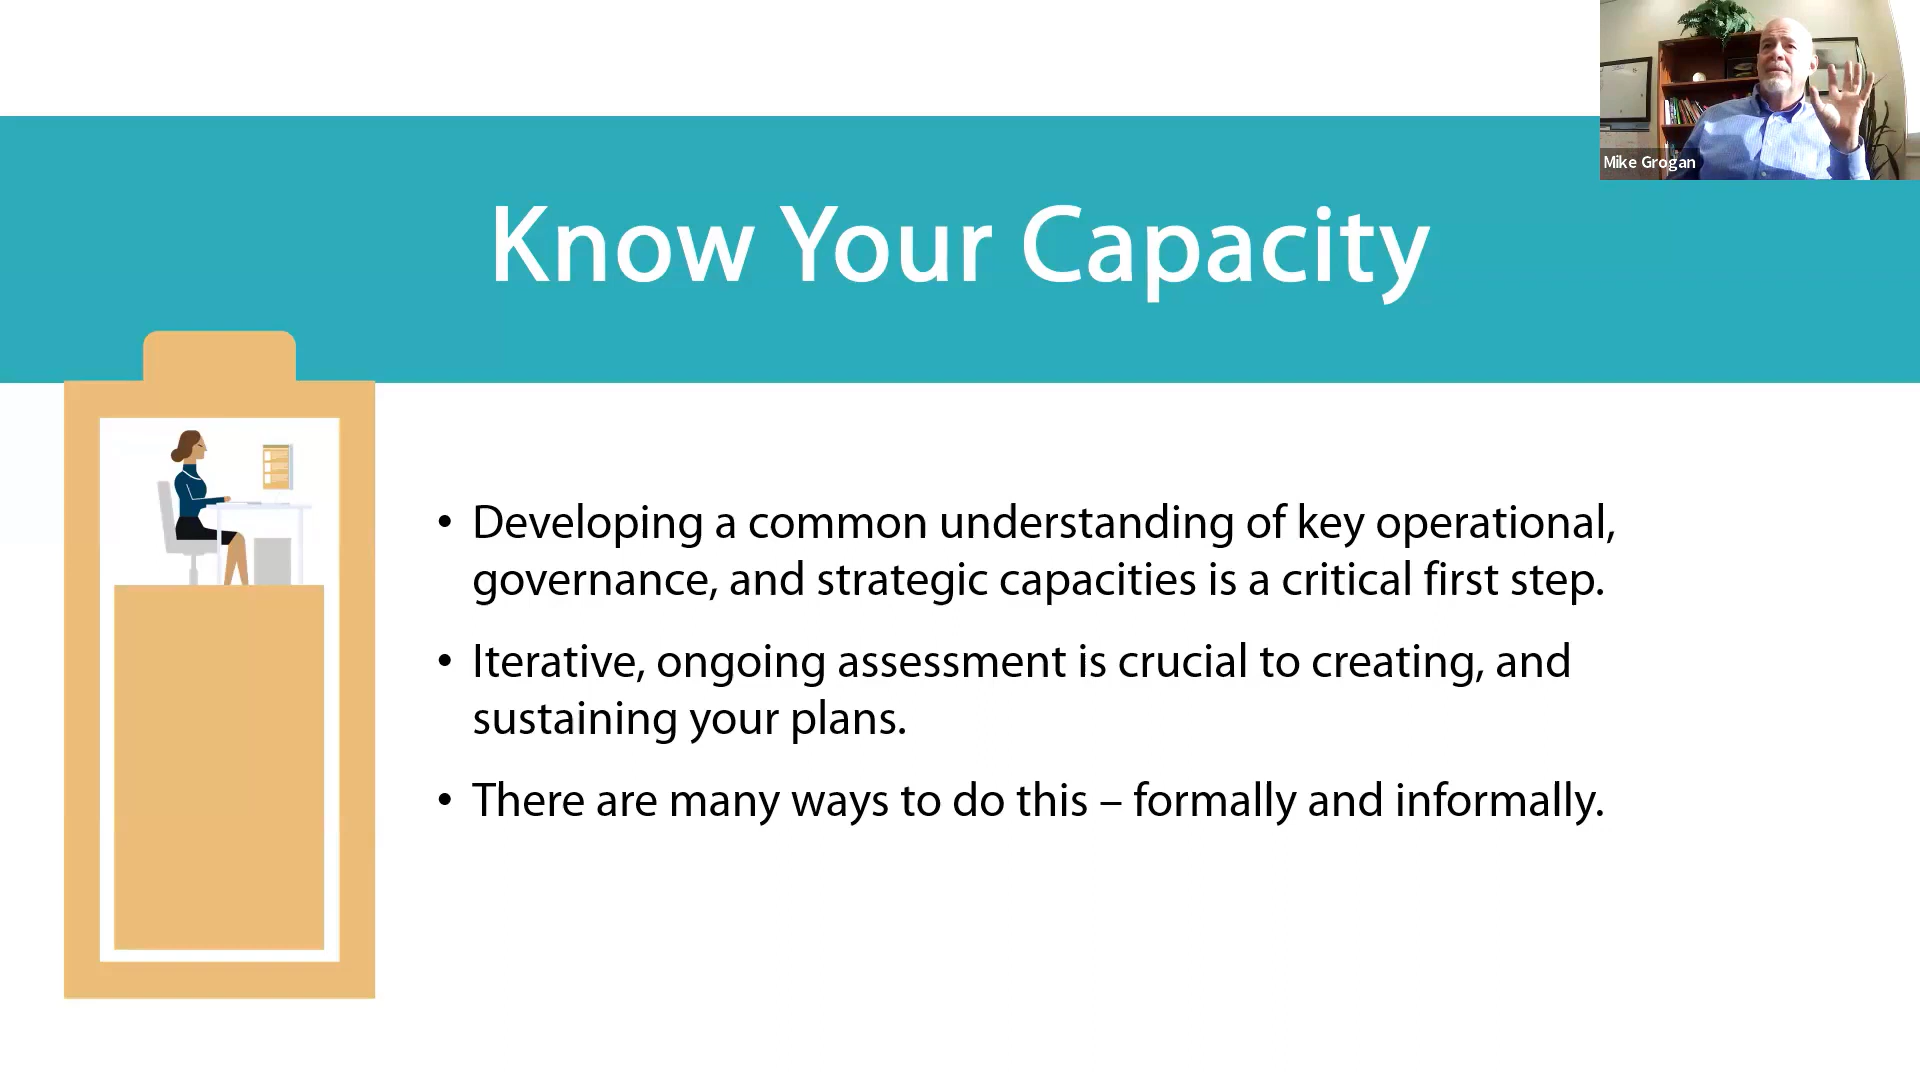 Mike Grogan
Know Your Capacity
• Developing a common understanding of key operational,
governance, and strategic capacities is a critical first step.
• Iterative, ongoing assessment is crucial to creating, and
sustaining your plans.
• There are many ways to do this – formally and informally.